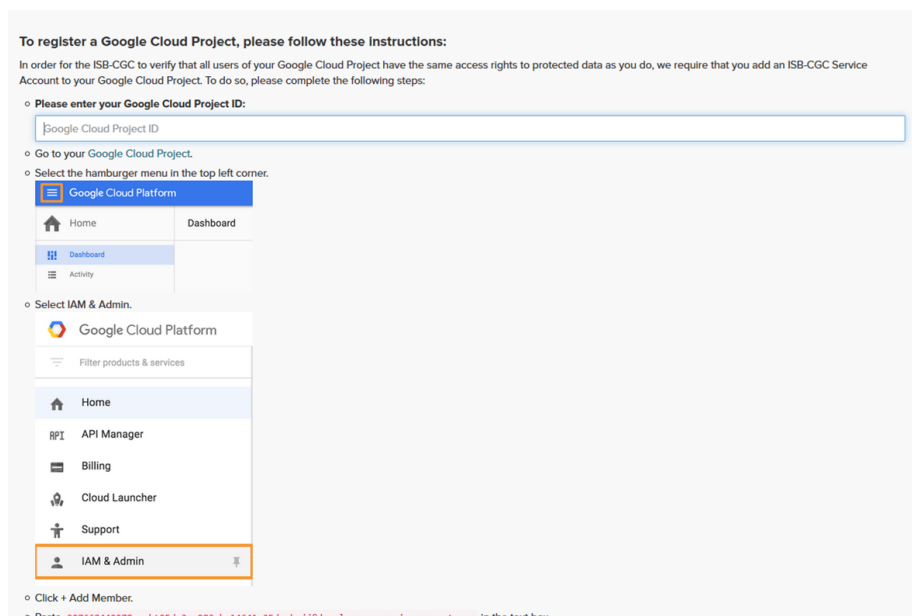 To register a Google Cloud Project, please follow these instructions:
In order for the ISB-CGC to verify that all users of your Google Cloud Project have the same access rights to protected data as you do, we require that you add an ISB-CGC Service
Account to your Google Cloud Project. To do so, please complete the following steps:
Please enter your Google Cloud Project ID:
Google Cloud Project ID
Go to your Google Cloud Project.
Select the hamburger menu in the top left corner.
Google Cloud Platform
Home Dashboard
Dashboard
Activity
Select IAM & Admin.
Google Cloud Platform
Filter products & services
Home
API API Manager
Billing
Cloud Launcher
Support
IAM & Admin
Click + Add Member.
Paste in the text box